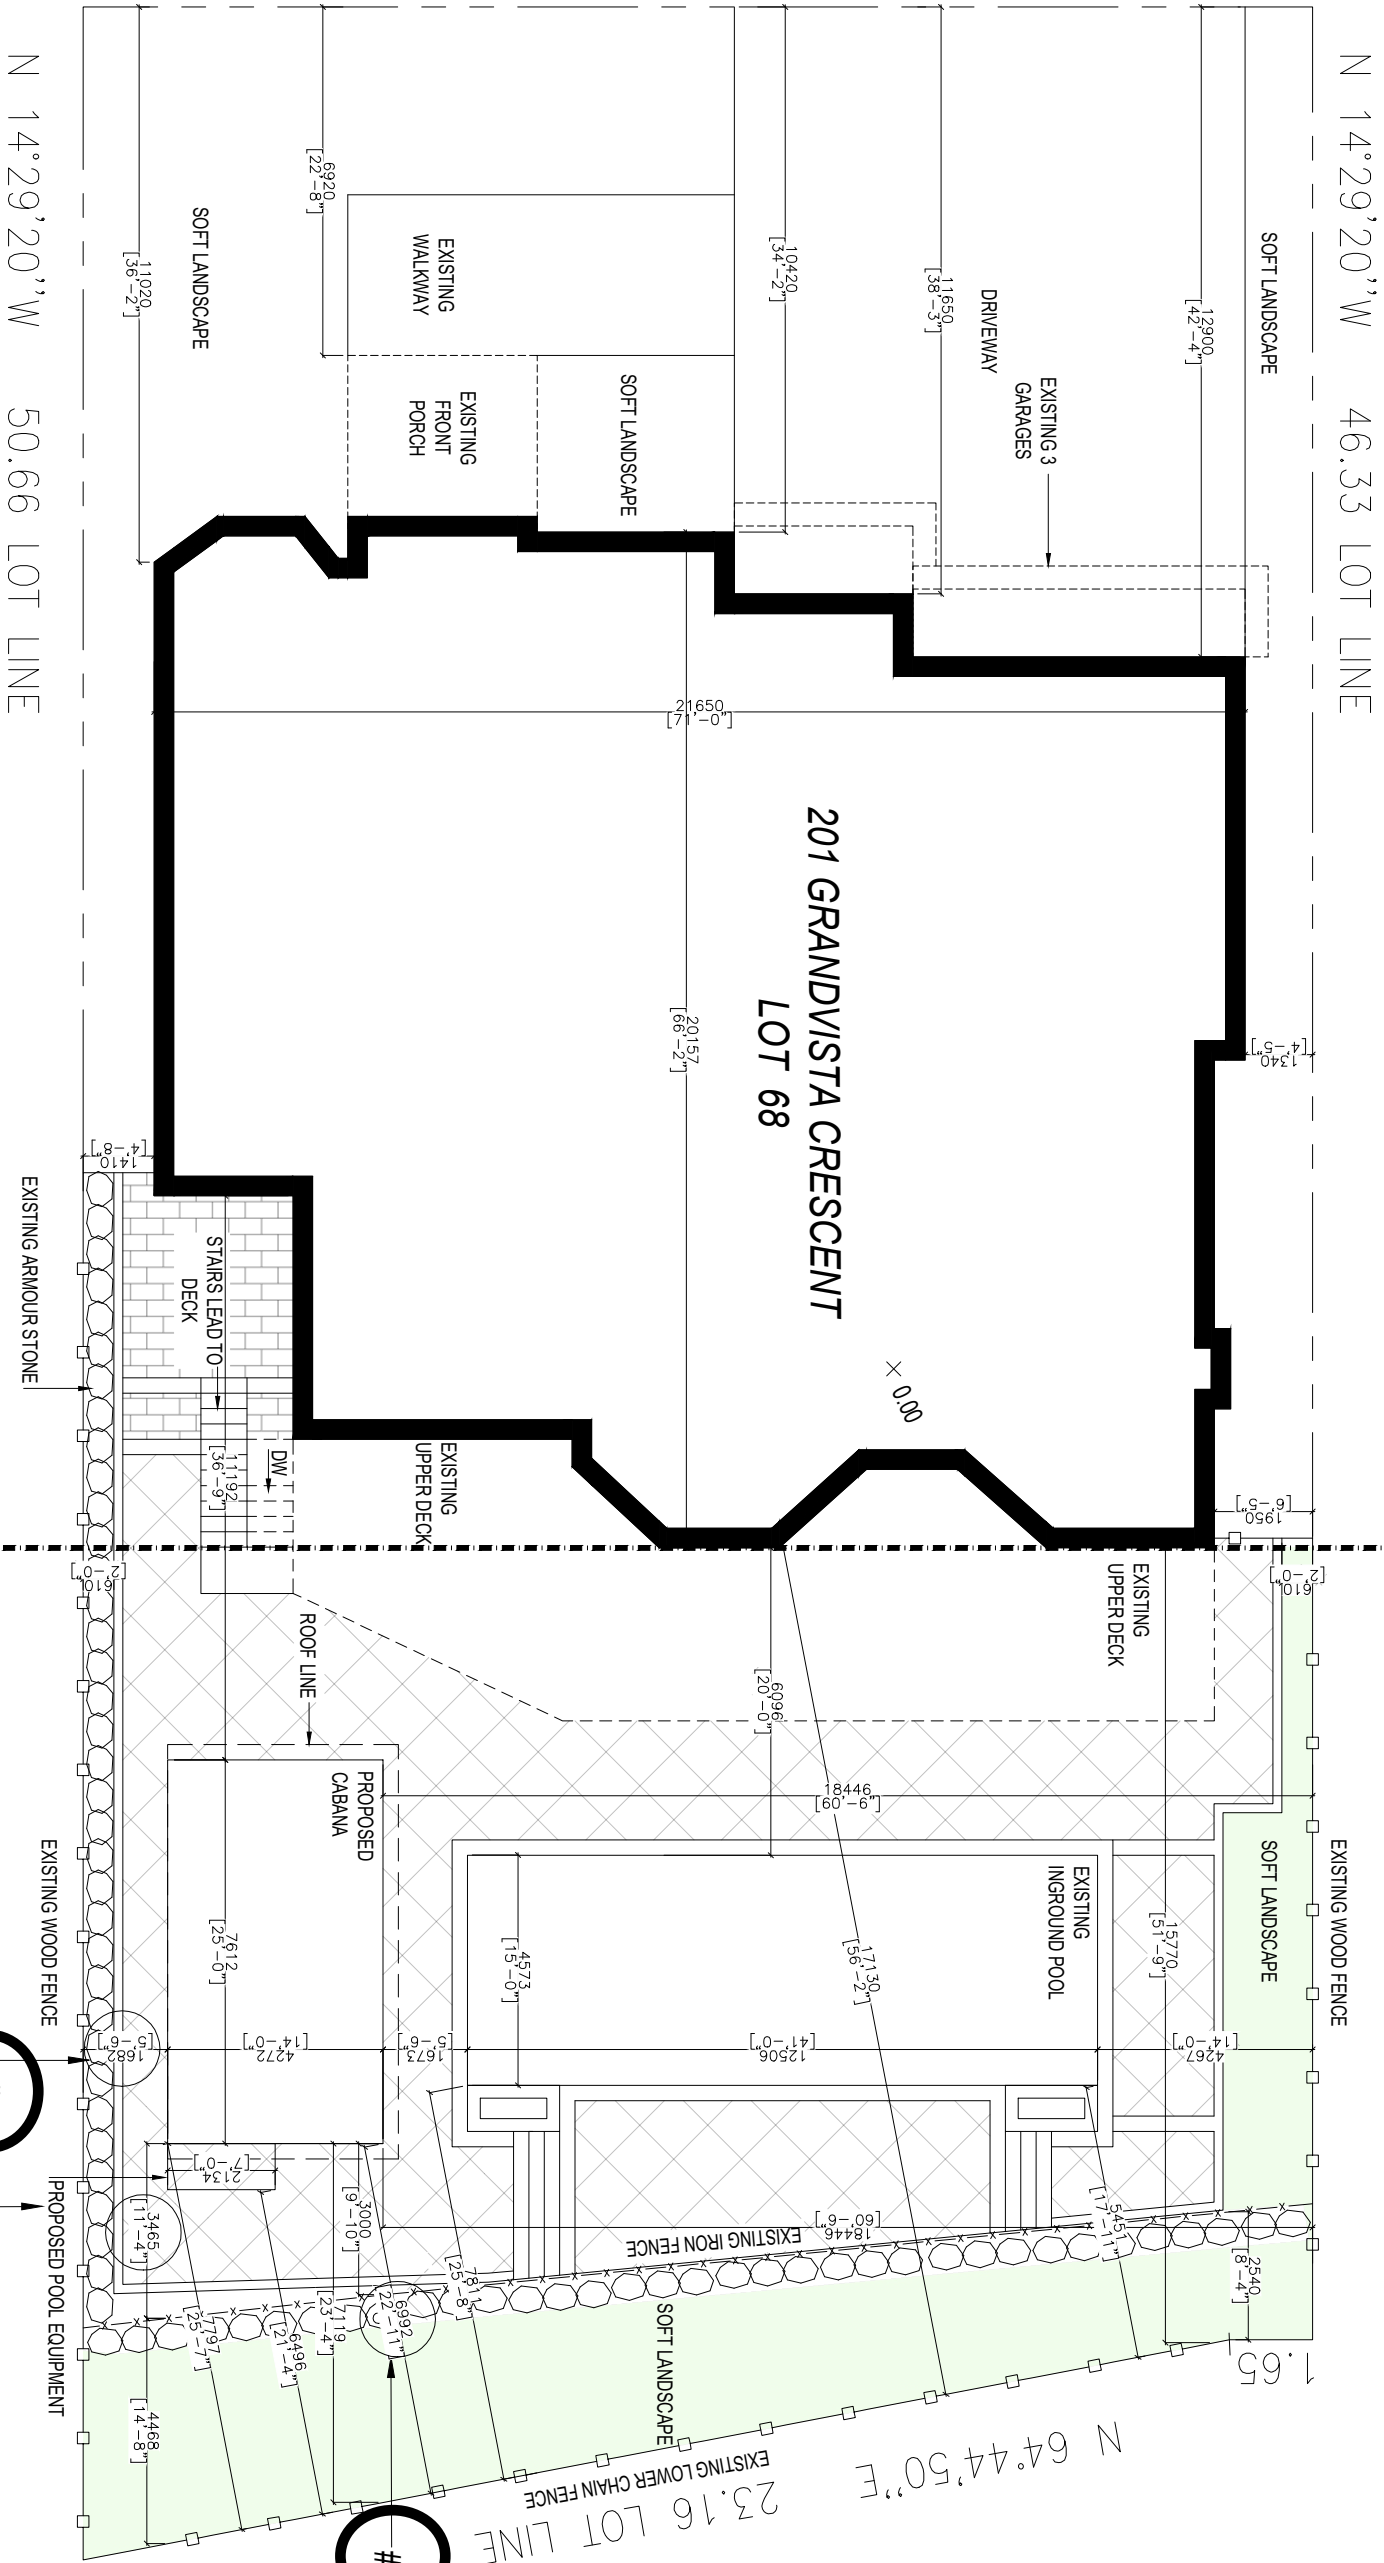 N 14°29'20''W 46.33 LOT LINE
SOFT LANDSCAPE
12900
[42'-4"]
DRIVEWAY
EXISTING 3
GARAGES
11650
[38'-3"]
10420
[34'-2"]
SOFT LANDSCAPE
EXISTING
WALKWAY
EXISTING
FRONT
PORCH
6920
[22'-8"]
SOFT LANDSCAPE
11020
[36'-2"]
N 14°29'20''W 50.66 LOT LINE
21650
[71'-0"]
201 GRANDVISTA CRESCENT
LOT 68
20157
[66'-2"]
0.00
1340
[4'-5"]
1410
[4'-8"]
1950
[6'-5"]
610
[2'-0"]
610
[2'-0"]
EXISTING ARMOUR STONE
STAIRS LEAD TO
DECK
DW
11192
[36'-9"]
EXISTING
UPPER DECK
EXISTING
UPPER DECK
ROOF LINE
6096
[20'-0"]
18446
[60'-6"]
PROPOSED
CABANA
7612
[25'-0"]
4573
[15'-0"]
EXISTING
INGROUND POOL
17130
[56'-2"]
15770
[51'-9"]
SOFT LANDSCAPE
EXISTING WOOD FENCE
EXISTING WOOD FENCE
1682
[5'-6"]
4272
[14'-0"]
1673
[5'-6"]
12506
[41'-0"]
4267
[14'-0"]
2134
[7'-0"]
PROPOSED POOL EQUIPMENT
3465
[11'-4"]
3000
[9'-10"]
18446
[60'-6"]
EXISTING IRON FENCE
5451
[17'-11"]
2540
[8'-4"]
7811
[25'-8"]
6992
[22'-11"]
7119
[23'-4"]
6496
[21'-4"]
7797
[25'-7"]
4468
[14'-8"]
SOFT LANDSCAPE
1.65
N 64°44'50''E
23.16 LOT LINE
EXISTING LOWER CHAIN FENCE
#